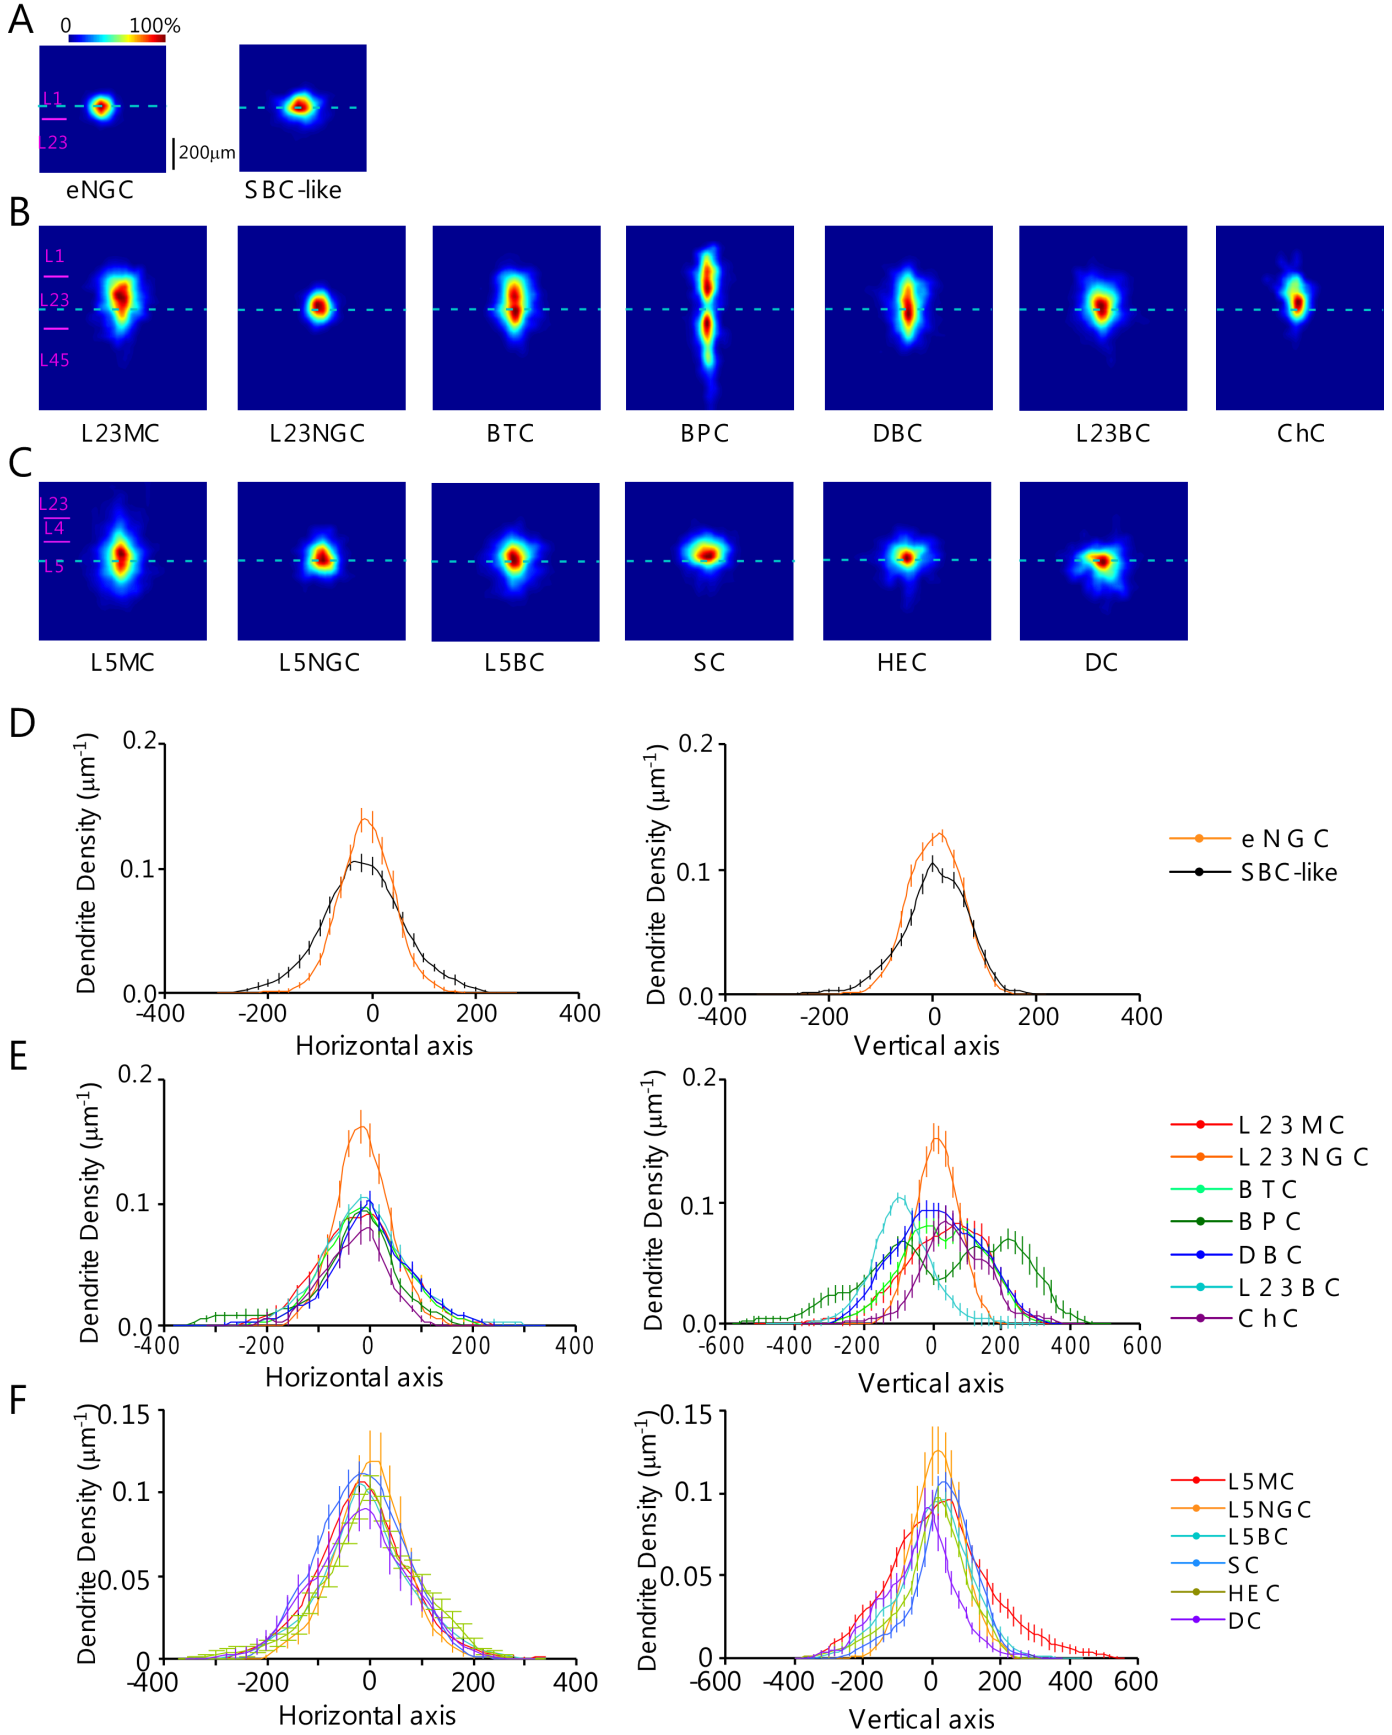 A
0 100%
L1
L23
200μm
eNGC SBC-like
B
L1
L23
L45
L23MC L23NGC BTC BPC DBC L23BC ChC
C
L23
L4
L5
L5MC L5NGC L5BC SC HEC DC
D
Dendrite Density (μm-1)
0.2
0.1
0.0
-400 -200 0 200 400
Horizontal axis
Dendrite Density (μm-1)
0.2
0.1
0.0
-400 -200 0 200 400
Vertical axis
eNGC
SBC-like
E
Dendrite Density (μm-1)
0.2
0.1
0.0
-400 -200 0 200 400
Horizontal axis
Dendrite Density (μm-1)
0.2
0.1
0.0
-600 -400 -200 0 200 400 600
Vertical axis
L23MC
L23NGC
BTC
BPC
DBC
L23BC
ChC
F
Dendrite Density (μm-1)
0.15
0.1
0.05
0
-400 -200 0 200 400
Horizontal axis
Dendrite Density (μm-1)
0.15
0.1
0.05
0
-600 -400 -200 0 200 400 600
Vertical axis
L5MC
L5NGC
L5BC
SC
HEC
DC